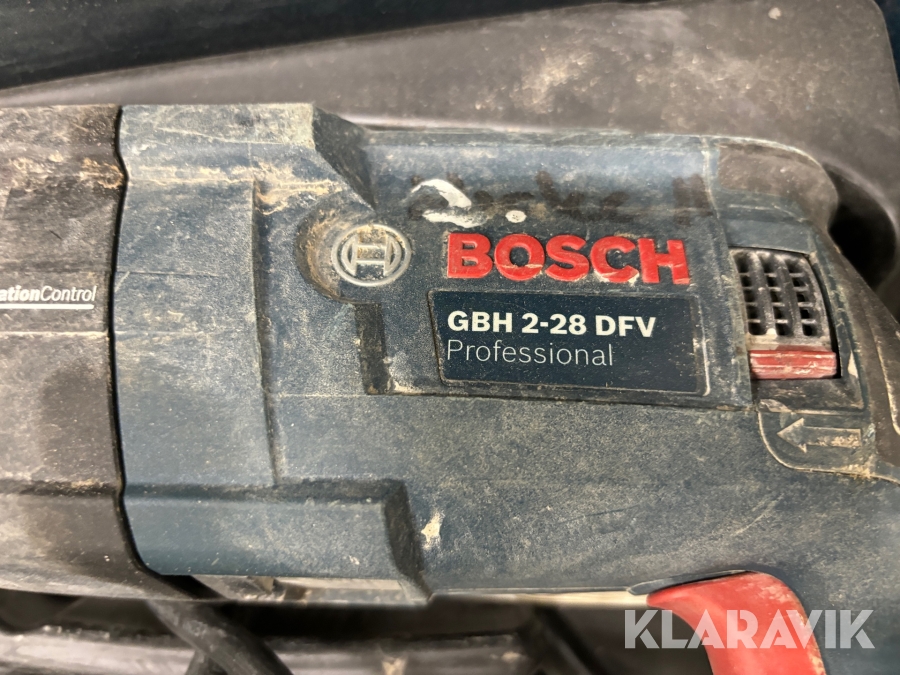 ationControl
BOSCH
GBH 2-28 DFV
Professional
KLARAVIK